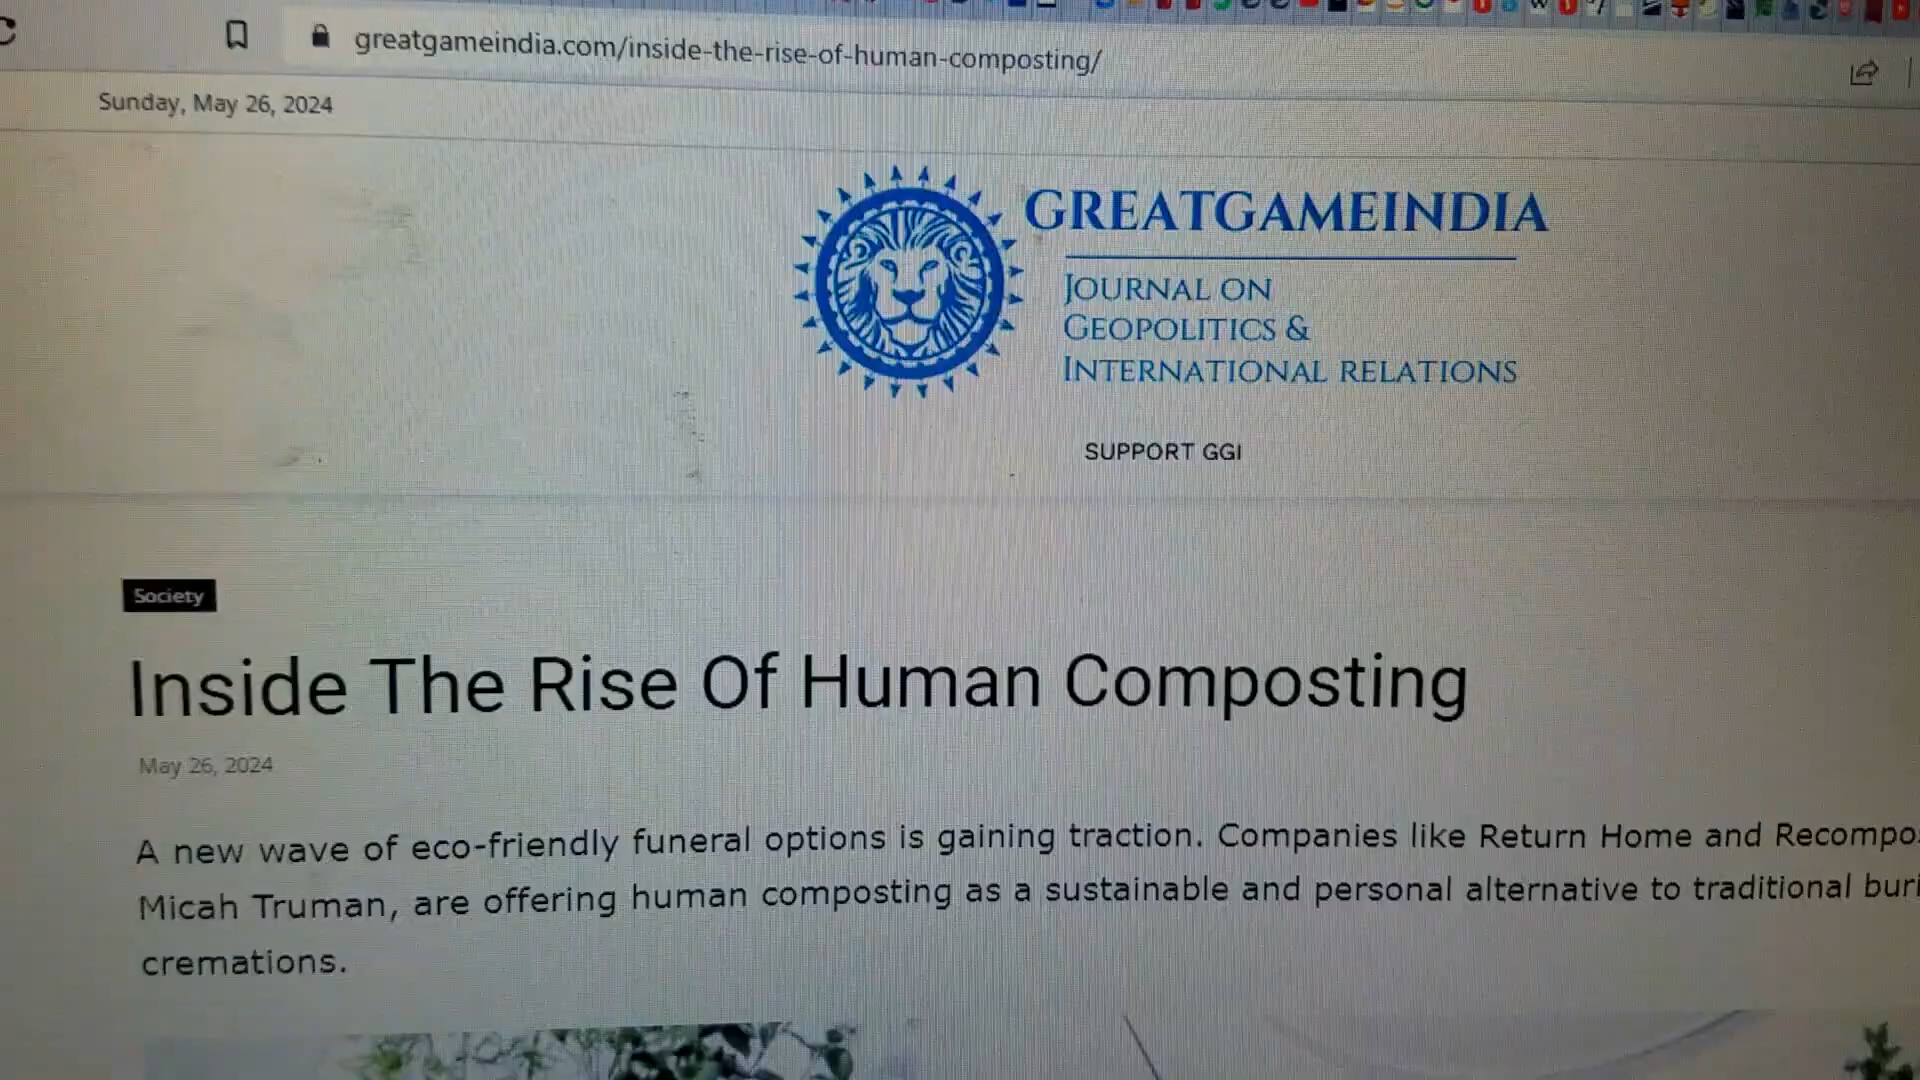 greatgameindia.com/inside-the-rise-of-human-composting/
Sunday, May 26, 2024
GREATGAMEINDIA
JOURNAL ON
GEOPOLITICS &
INTERNATIONAL RELATIONS
SUPPORT GGI
Society
Inside The Rise Of Human Composting
May 26, 2024
A new wave of eco-friendly funeral options is gaining traction. Companies like Return Home and Recompo
Micah Truman, are offering human composting as a sustainable and personal alternative to traditional buri
cremations.